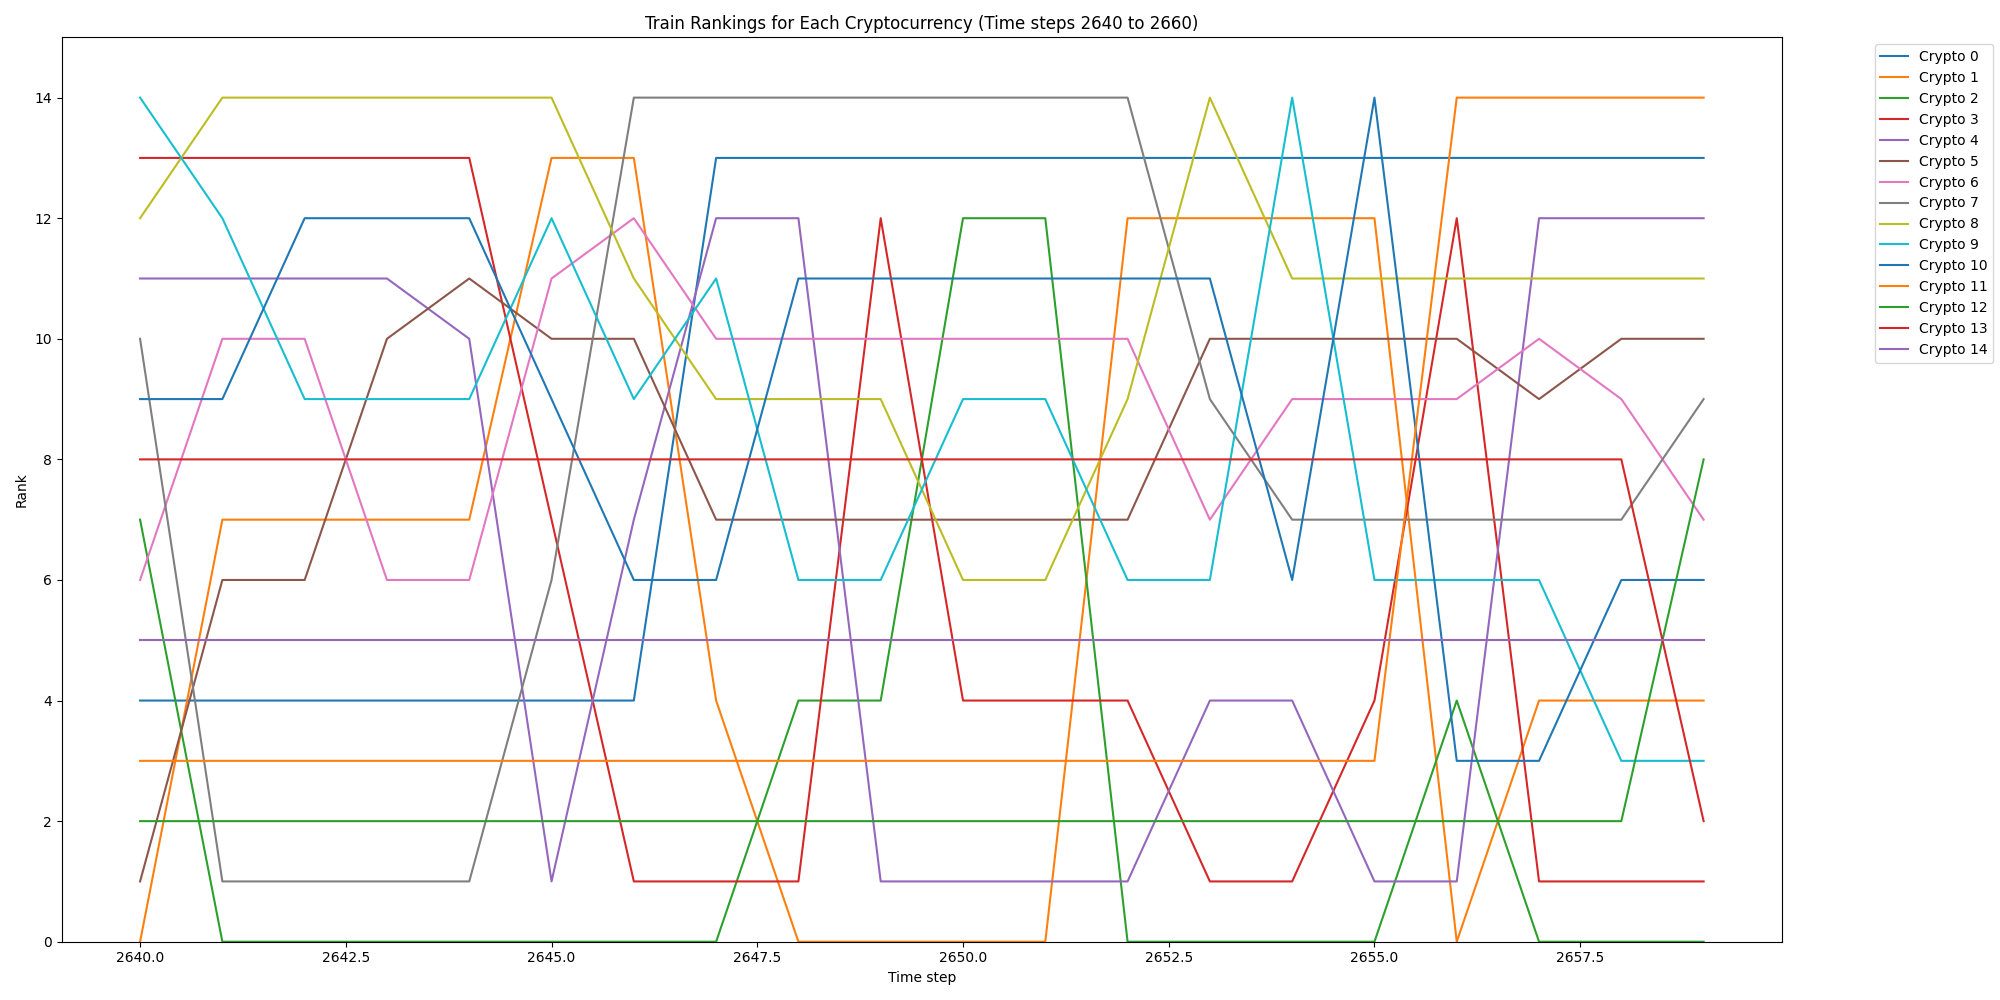 Train Rankings for Each Cryptocurrency (Time steps 2640 to 2660)
Rank
14
12
10
8
6
4
2
0
2640.0 2642.5 2645.0 2647.5 2650.0 2652.5 2655.0 2657.5
Time step
Crypto 0
Crypto 1
Crypto 2
Crypto 3
Crypto 4
Crypto 5
Crypto 6
Crypto 7
Crypto 8
Crypto 9
Crypto 10
Crypto 11
Crypto 12
Crypto 13
Crypto 14